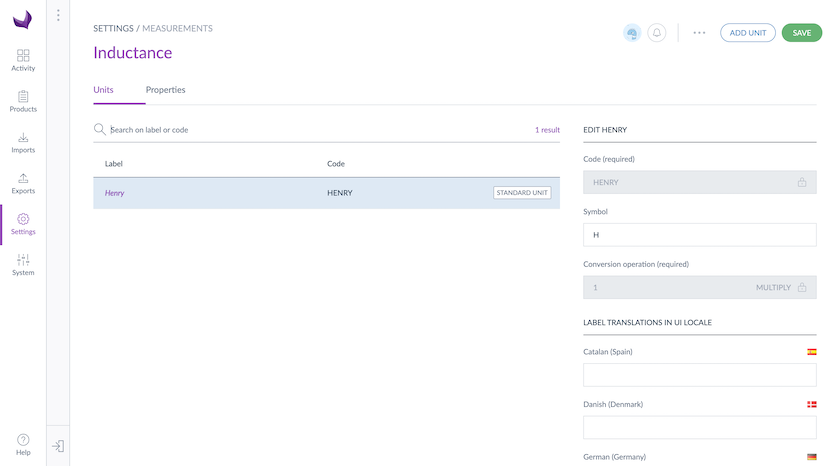 SETTINGS / MEASUREMENTS
ADD UNIT
SAVE
Inductance
Activity
Products
Imports
Exports
Settings
System
Help
Units
Properties
Search on label or code
1 result
Label
Code
Henry
HENRY
STANDARD UNIT
EDIT HENRY
Code (required)
HENRY
Symbol
H
Conversion operation (required)
1
MULTIPLY
LABEL TRANSLATIONS IN UI LOCALE
Catalan (Spain)
Danish (Denmark)
German (Germany)